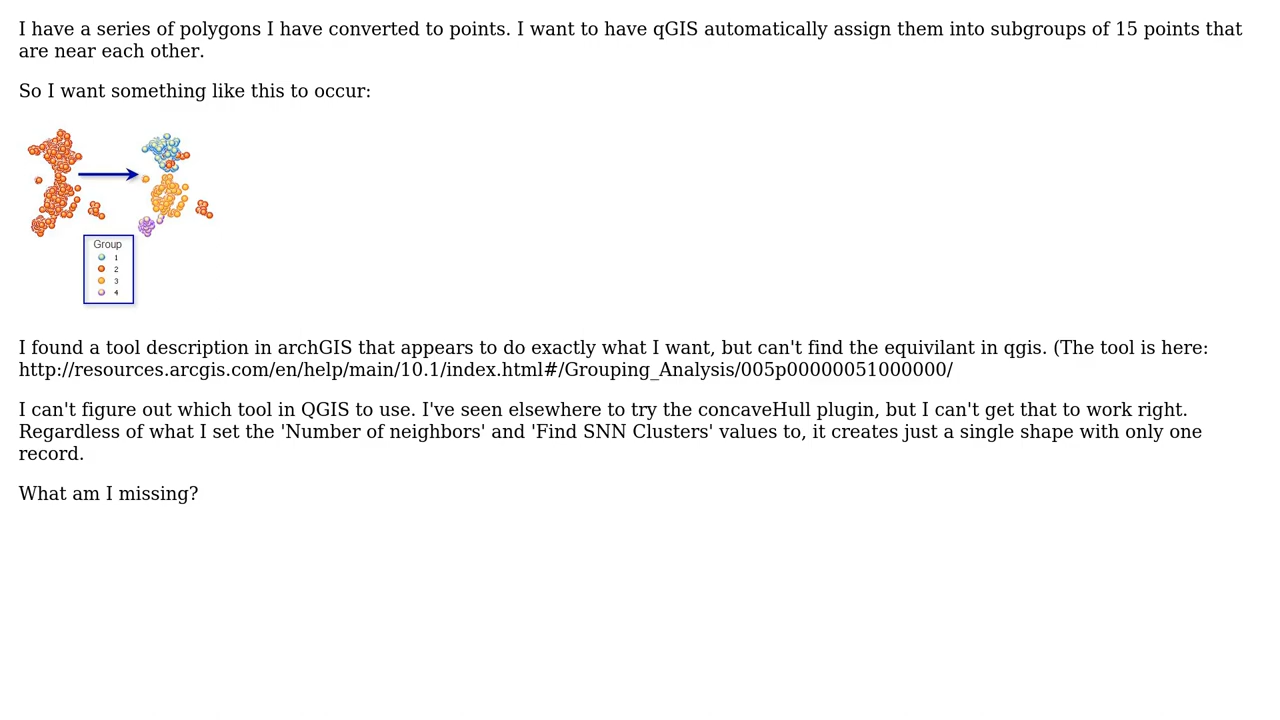 I have a series of polygons I have converted to points. I want to have qGIS automatically assign them into subgroups of 15 points that
are near each other.
So I want something like this to occur:
Group
1
2
3
4
I found a tool description in archGIS that appears to do exactly what I want, but can't find the equivilant in qgis. (The tool is here:
http://resources.arcgis.com/en/help/main/10.1/index.html#/Grouping_Analysis/005p00000051000000/
I can't figure out which tool in QGIS to use. I've seen elsewhere to try the concaveHull plugin, but I can't get that to work right.
Regardless of what I set the 'Number of neighbors' and 'Find SNN Clusters' values to, it creates just a single shape with only one
record.
What am I missing?